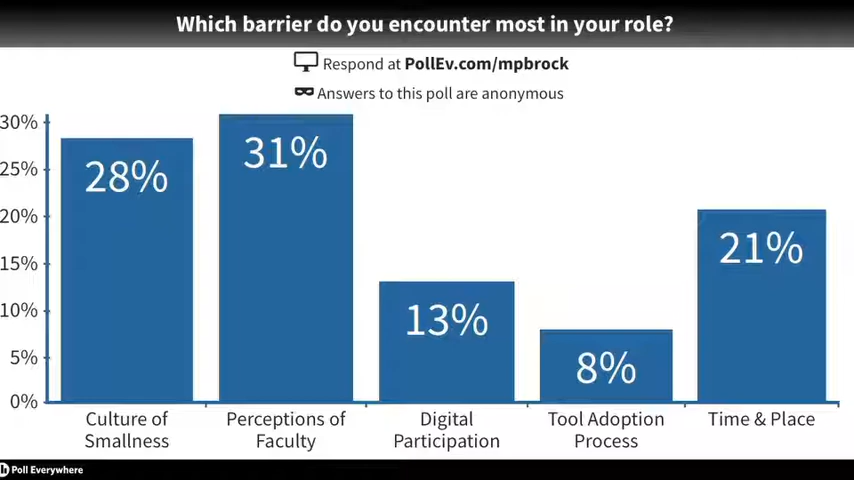 Which barrier do you encounter most in your role?
Respond at PollEv.com/mpbrock
Answers to this poll are anonymous
30%
25%
20%
15%
10%
5%
0%
28%
31%
13%
8%
21%
Culture of
Smallness
Perceptions of
Faculty
Digital
Participation
Tool Adoption
Process
Time & Place
Poll Everywhere